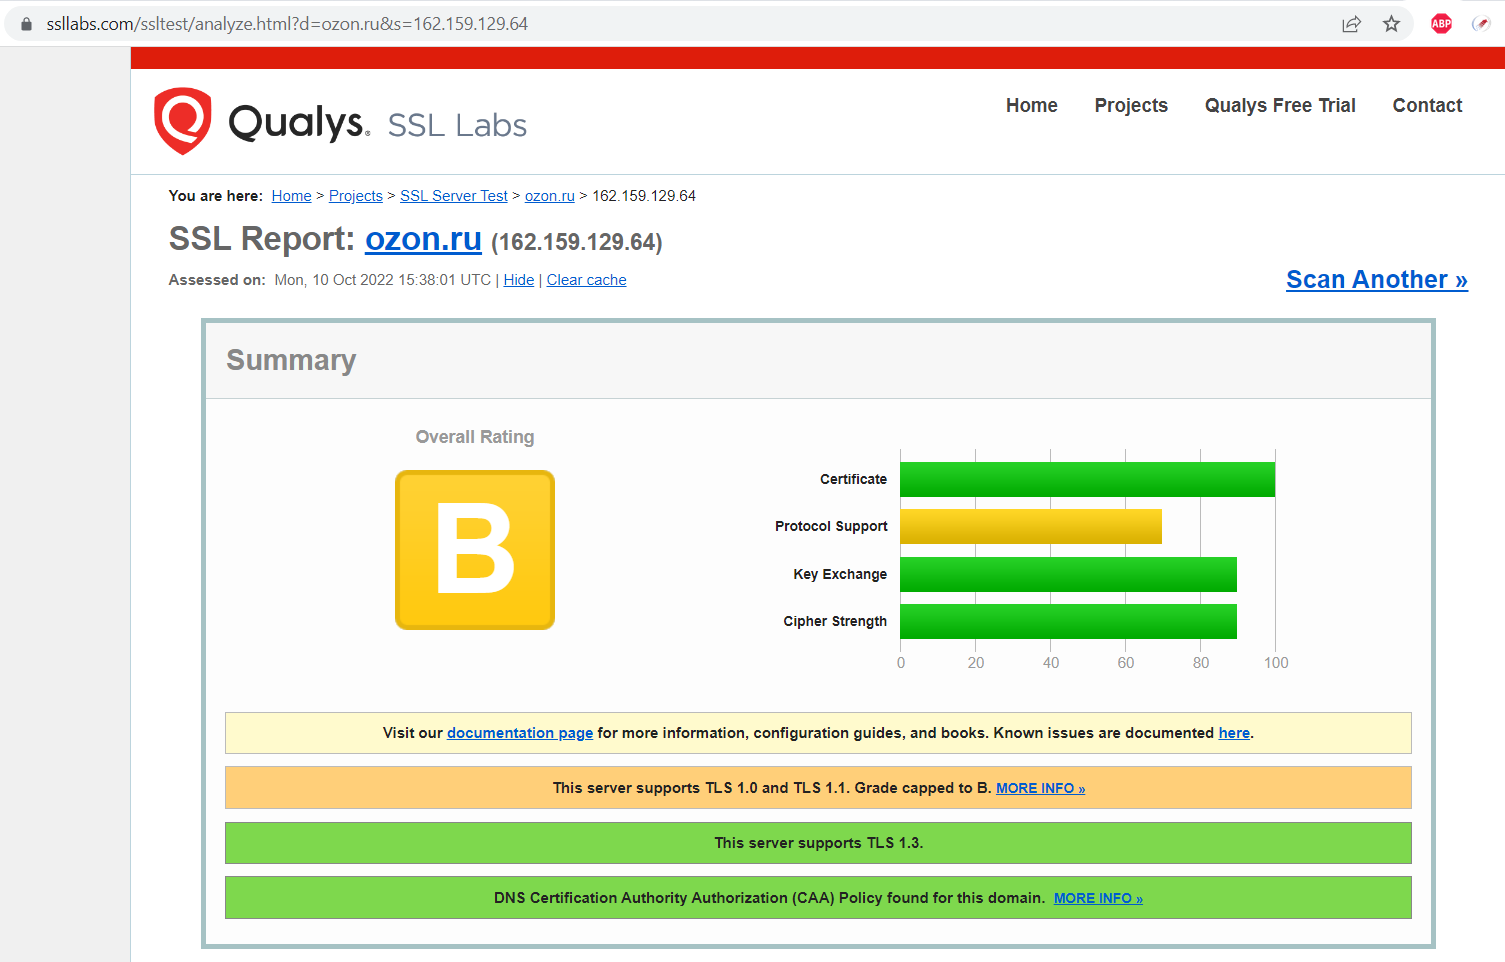 ssllabs.com/ssltest/analyze.html?d=ozon.ru&s=162.159.129.64
ABP
Qualys. SSL Labs
Home Projects Qualys Free Trial Contact
You are here: Home > Projects > SSL Server Test > ozon.ru > 162.159.129.64
SSL Report: ozon.ru (162.159.129.64)
Assessed on: Mon, 10 Oct 2022 15:38:01 UTC | Hide | Clear cache
Scan Another »
Summary
Overall Rating
B
Certificate
Protocol Support
Key Exchange
Cipher Strength
0 20 40 60 80 100
Visit our documentation page for more information, configuration guides, and books. Known issues are documented here.
This server supports TLS 1.0 and TLS 1.1. Grade capped to B. MORE INFO »
This server supports TLS 1.3.
DNS Certification Authority Authorization (CAA) Policy found for this domain. MORE INFO »